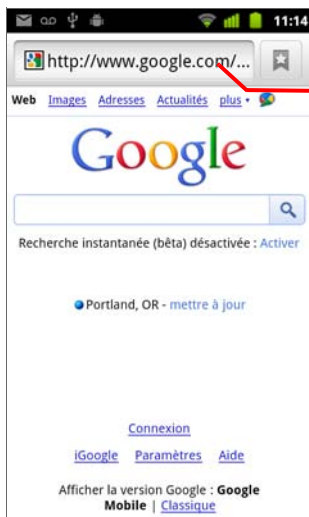 11:14
http://www.google.com/...
Web Images Adresses Actualités plus
Google
Recherche instantanée (bêta) désactivée : Activer
Portland, OR - mettre à jour
Connexion
iGoogle Paramètres Aide
Afficher la version Google : Google
Mobile | Classique